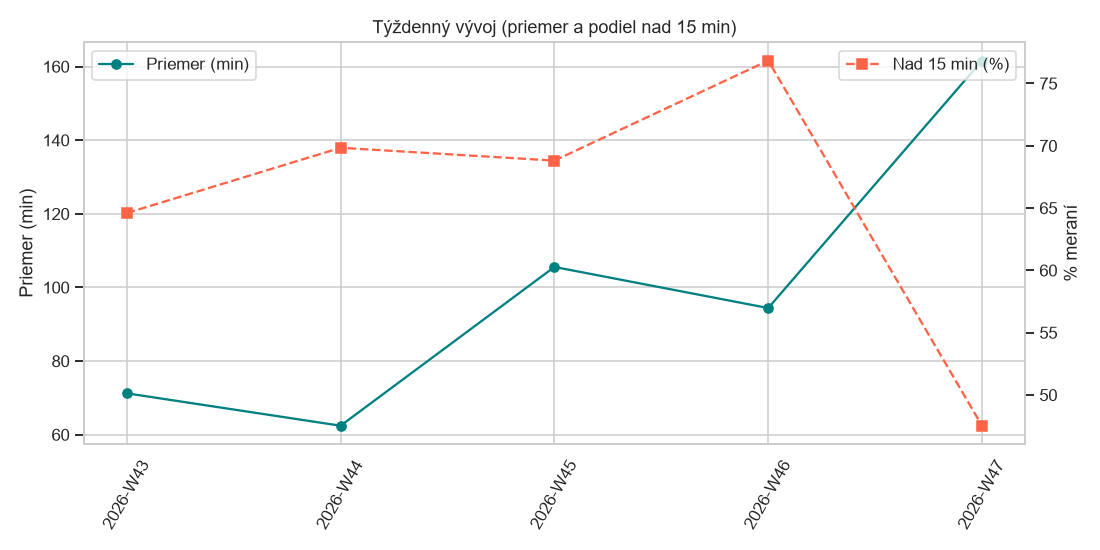 Týždenný vývoj (priemer a podiel nad 15 min)
Priemer (min)
Nad 15 min (%)
Priemer (min)
160
140
120
100
80
60
% meraní
75
70
65
60
55
50
2026-W43
2026-W44
2026-W45
2026-W46
2026-W47